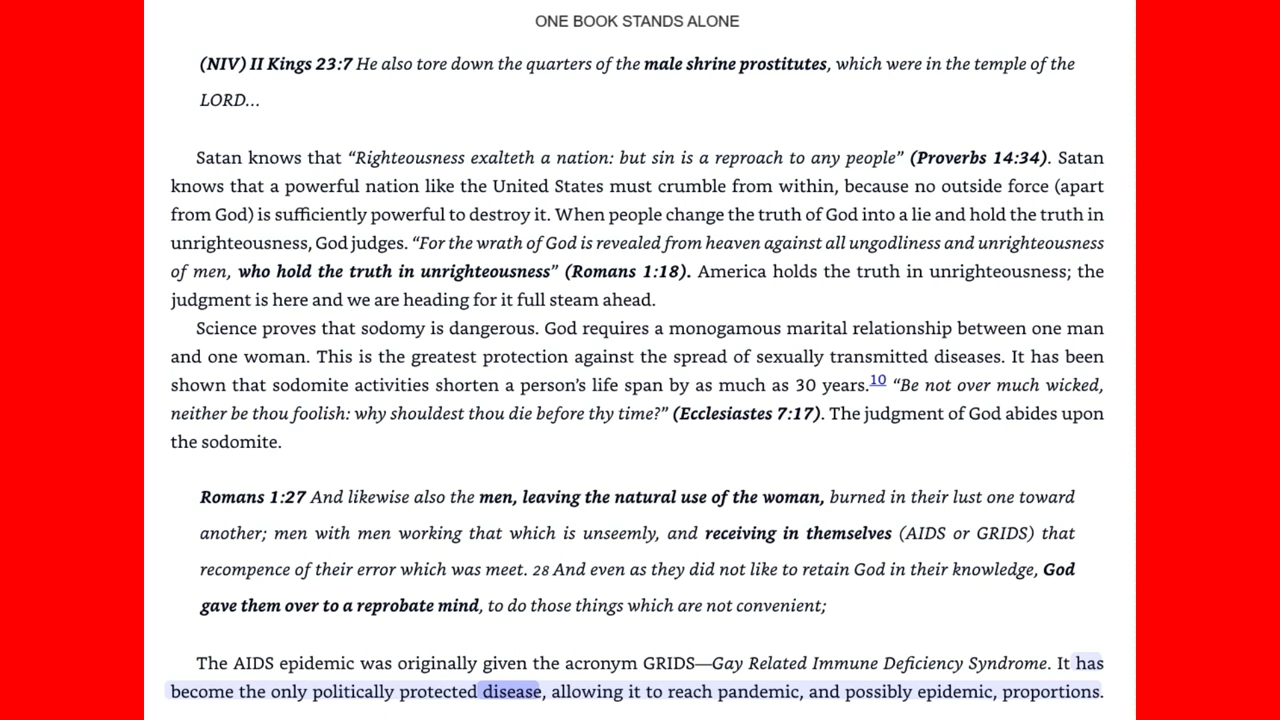 ONE BOOK STANDS ALONE
(NIV) II Kings 23:7 He also tore down the quarters of the male shrine prostitutes, which were in the temple of the
LORD...
Satan knows that “Righteousness exalteth a nation: but sin is a reproach to any people” (Proverbs 14:34). Satan
knows that a powerful nation like the United States must crumble from within, because no outside force (apart
from God) is sufficiently powerful to destroy it. When people change the truth of God into a lie and hold the truth in
unrighteousness, God judges. “For the wrath of God is revealed from heaven against all ungodliness and unrighteousness
of men, who hold the truth in unrighteousness” (Romans 1:18). America holds the truth in unrighteousness; the
judgment is here and we are heading for it full steam ahead.
Science proves that sodomy is dangerous. God requires a monogamous marital relationship between one man
and one woman. This is the greatest protection against the spread of sexually transmitted diseases. It has been
shown that sodomite activities shorten a person’s life span by as much as 30 years.10 “Be not over much wicked,
neither be thou foolish: why shouldest thou die before thy time?” (Ecclesiastes 7:17). The judgment of God abides upon
the sodomite.
Romans 1:27 And likewise also the men, leaving the natural use of the woman, burned in their lust one toward
another; men with men working that which is unseemly, and receiving in themselves (AIDS or GRIDS) that
recompence of their error which was meet. 28 And even as they did not like to retain God in their knowledge, God
gave them over to a reprobate mind, to do those things which are not convenient;
The AIDS epidemic was originally given the acronym GRIDS—Gay Related Immune Deficiency Syndrome. It has
become the only politically protected disease, allowing it to reach pandemic, and possibly epidemic, proportions.